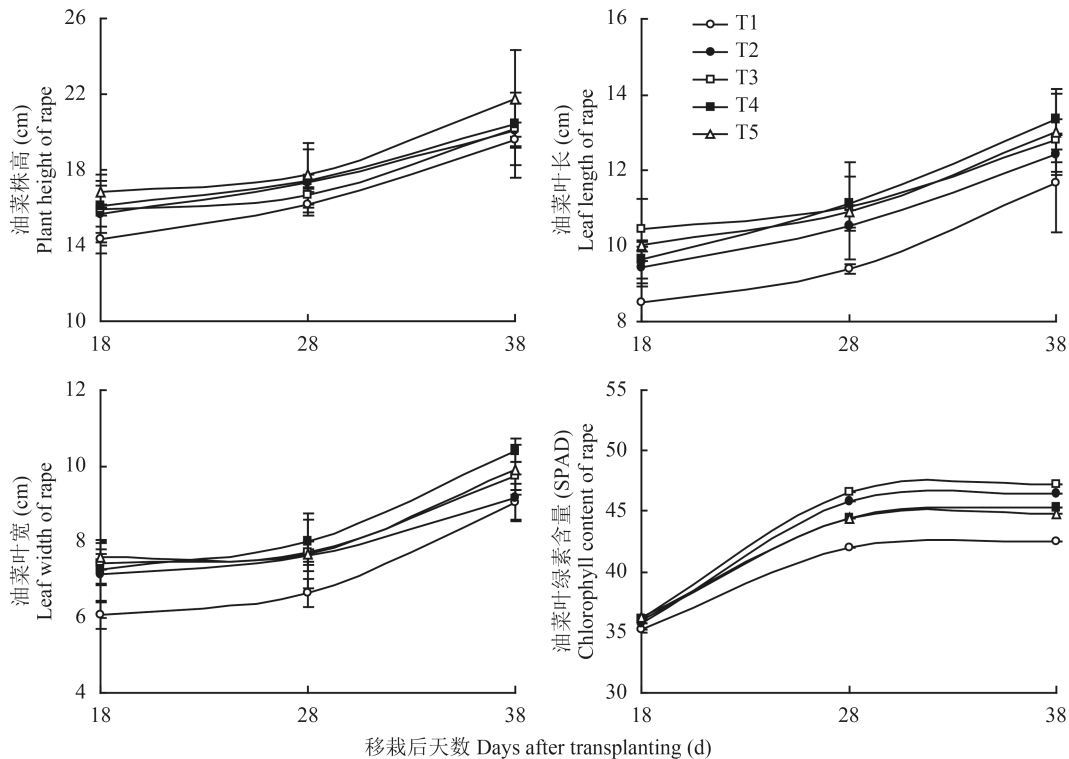 油菜株高 (cm)
Plant height of rape
26
22
18
14
10
18
28
38
油菜叶长 (cm)
Leaf length of rape
16
14
12
10
8
18
28
38
T1
T2
T3
T4
T5
油菜叶宽 (cm)
Leaf width of rape
12
10
8
6
4
18
28
38
油菜叶绿素含量 (SPAD)
Chlorophyll content of rape
55
50
45
40
35
30
18
28
38
移栽后天数 Days after transplanting (d)